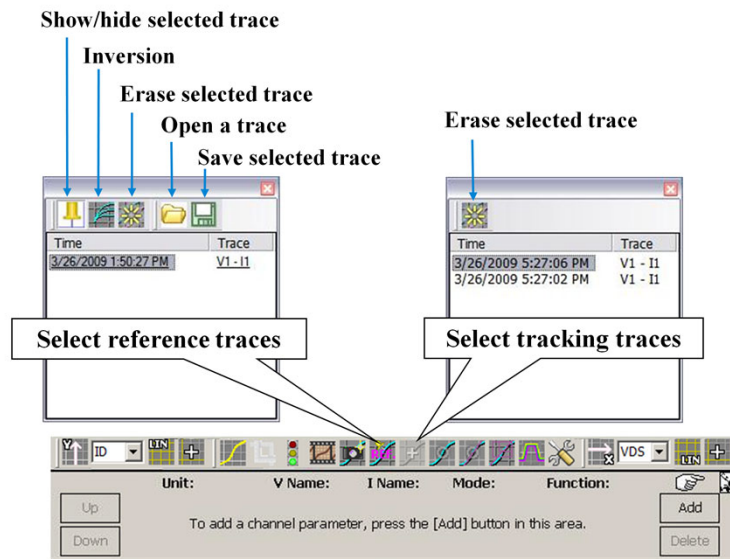 Show/hide selected trace
Inversion
Erase selected trace
Open a trace
Save selected trace
Erase selected trace
Time Trace
3/26/2009 1:50:27 PM V1 - I1
Time Trace
3/26/2009 5:27:06 PM V1 - I1
3/26/2009 5:27:02 PM V1 - I1
Select reference traces
Select tracking traces
Y ID LIN X VDS LIN
Unit: V Name: I Name: Mode: Function:
Up
Add
To add a channel parameter, press the [Add] button in this area.
Down
Delete